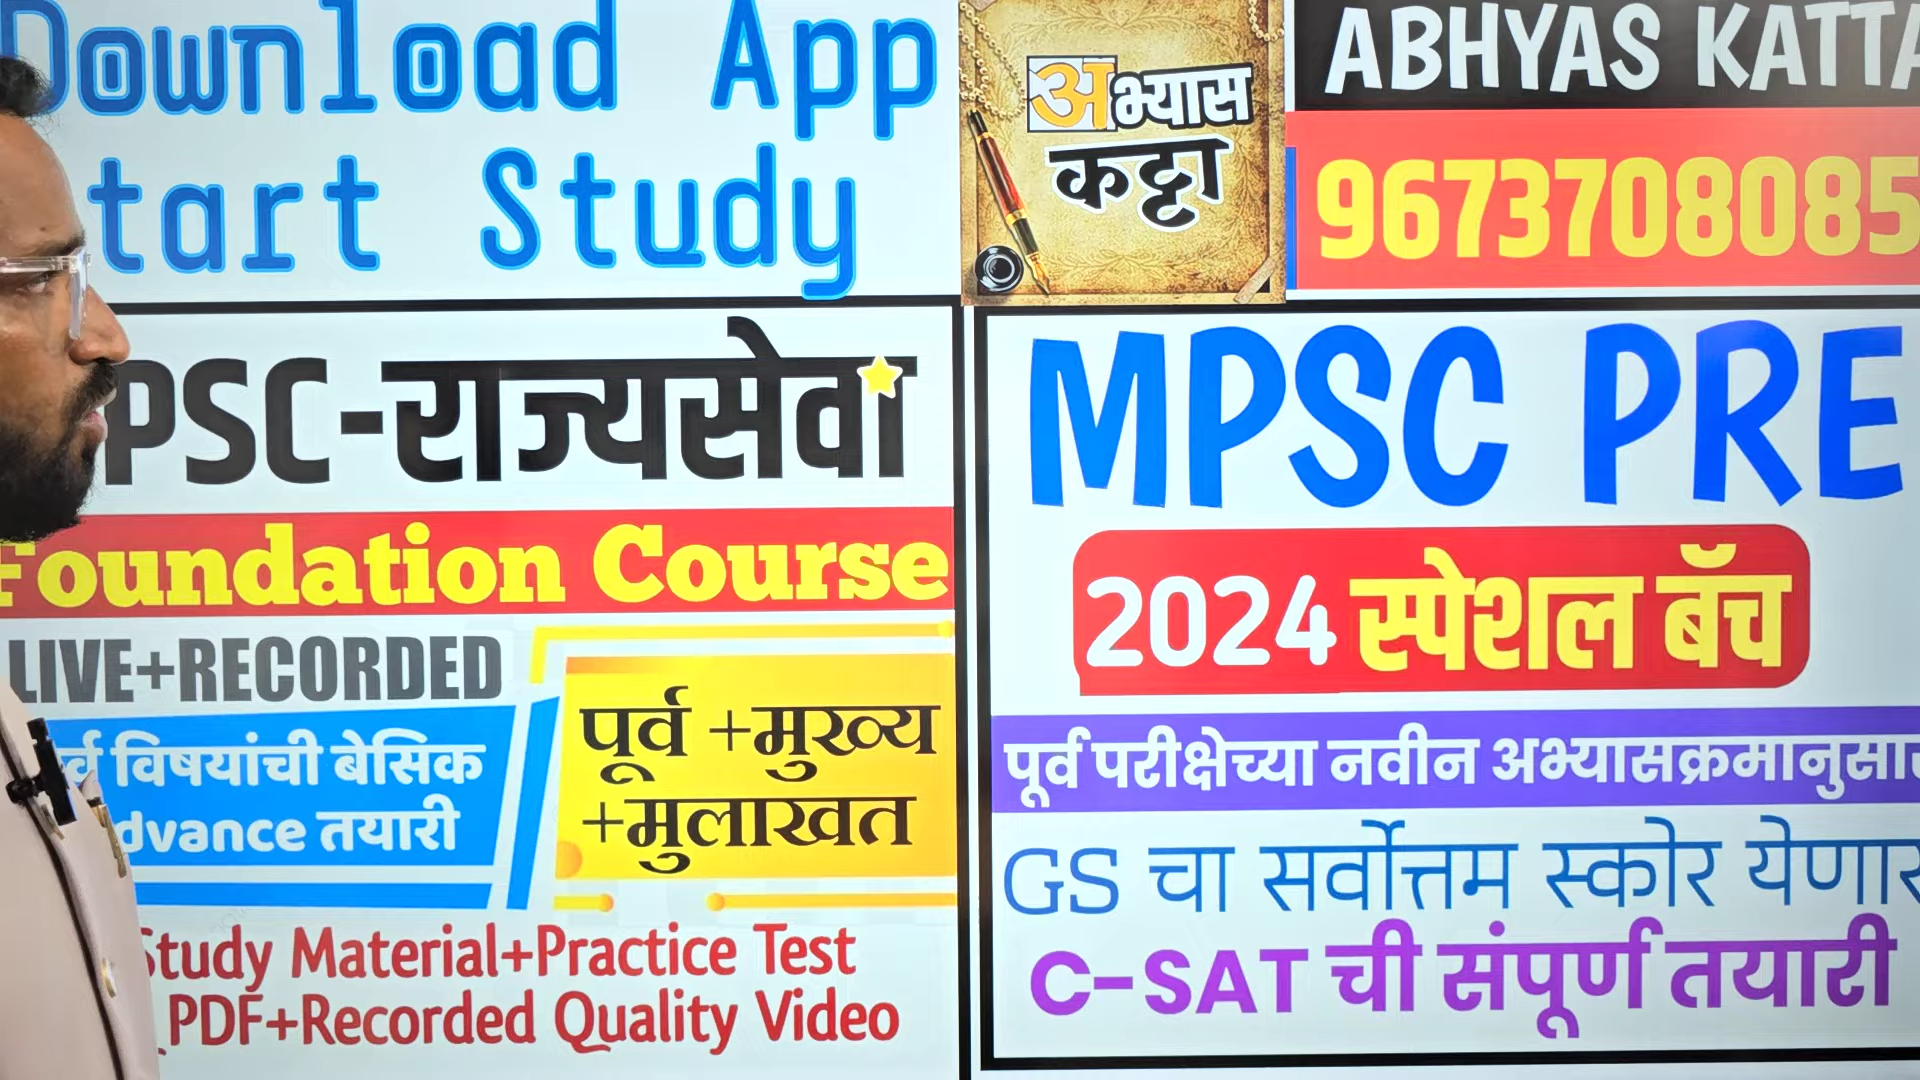 Download App
tart Study
अभ्यास
कट्टा
ABHYAS KATTA
9673708085
PSC-राज्यसेवा
Foundation Course
LIVE+RECORDED
विषयांची बेसिक
dvance तयारी
पूर्व +मुख्य
+मुलाखत
Study Material+Practice Test
PDF+Recorded Quality Video
MPSC PRE
2024 स्पेशल बॅच
पूर्व परीक्षेच्या नवीन अभ्यासक्रमानुसार
GS चा सर्वोत्तम स्कोर येणार
C-SAT ची संपूर्ण तयारी